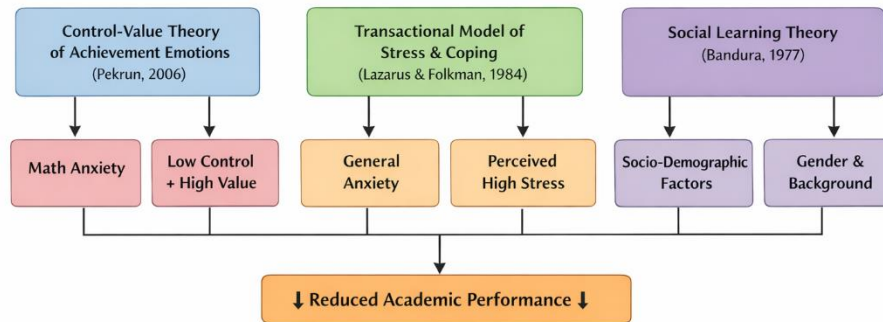 Control-Value Theory
of Achievement Emotions
(Pekrun, 2006)
Transactional Model of
Stress & Coping
(Lazarus & Folkman, 1984)
Social Learning Theory
(Bandura, 1977)
Math Anxiety
Low Control
+ High Value
General
Anxiety
Perceived
High Stress
Socio-Demographic
Factors
Gender &
Background
⬇ Reduced Academic Performance ⬇